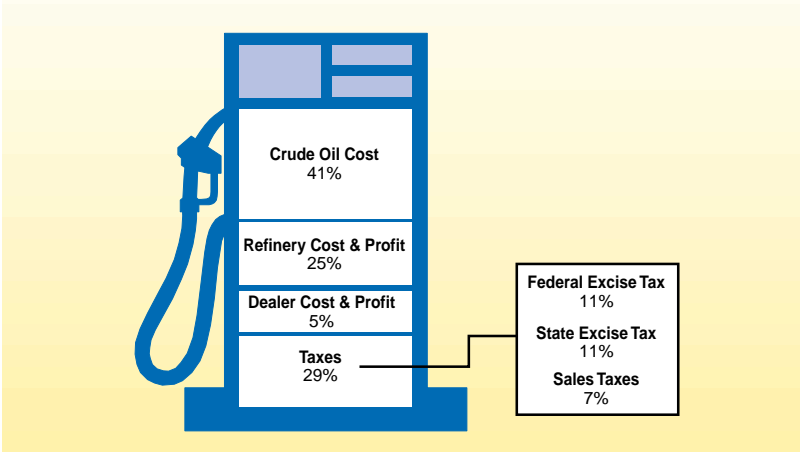 Crude Oil Cost
41%
Refinery Cost & Profit
25%
Dealer Cost & Profit
5%
Taxes
29%
Federal Excise Tax
11%
State Excise Tax
11%
Sales Taxes
7%